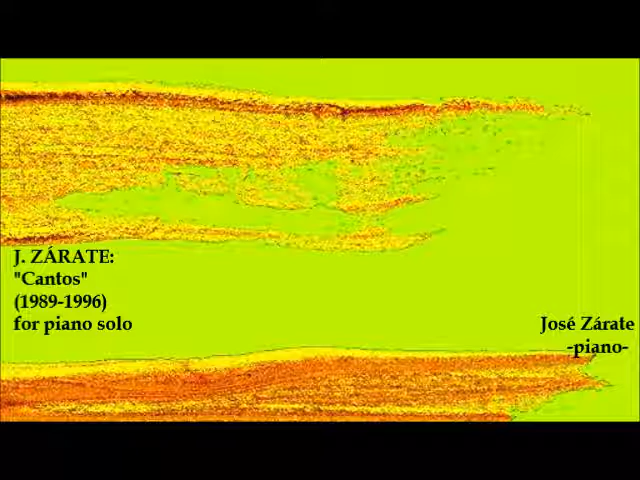 J. ZÁRATE:
"Cantos"
(1989-1996)
for piano solo
José Zárate
-piano-